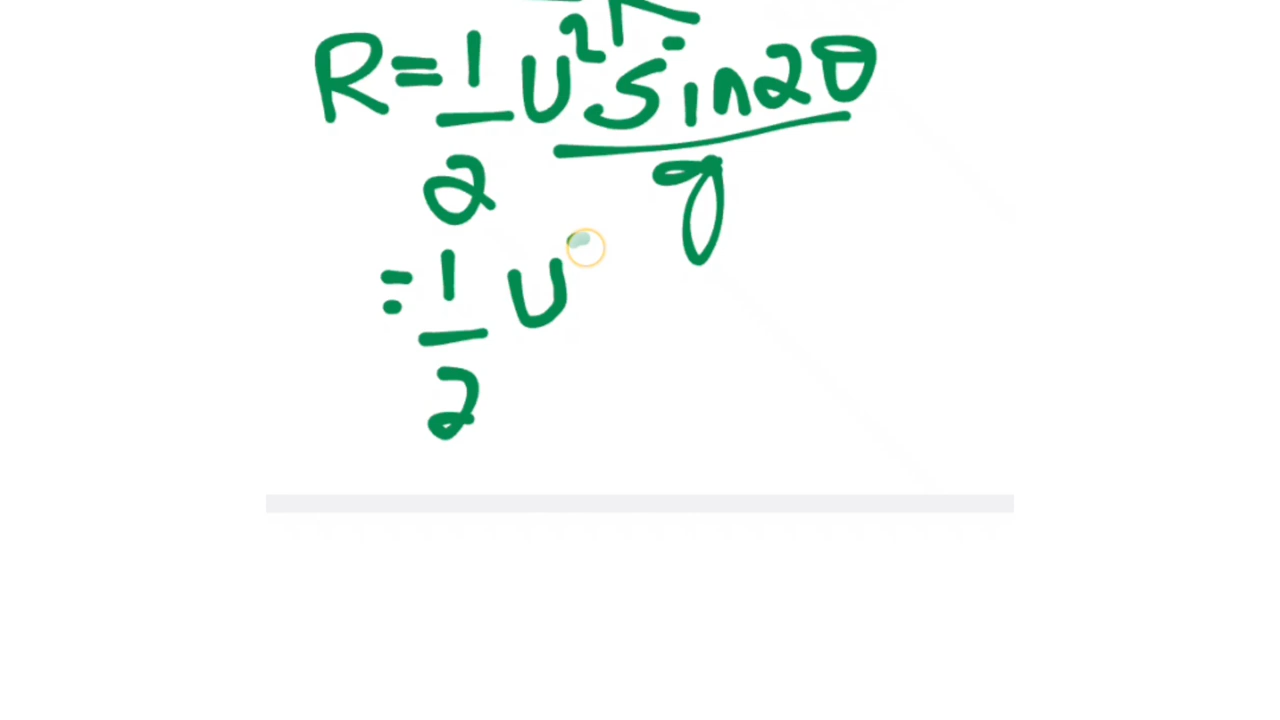 R = 1/2 U² Sin2θ / g
= 1/2 U